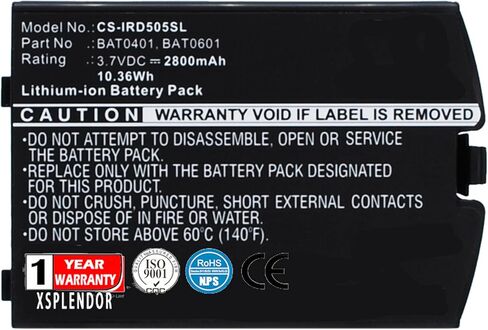 Model No. : CS-IRD505SL
Part No : BAT0401, BAT0601
Rating : 3.7VDC ⎓ 2800mAh
10.36Wh
Lithium-ion Battery Pack
CAUTION WARRANTY VOID IF LABEL IS REMOVED
•DO NOT ATTEMPT TO DISASSEMBLE, OPEN OR SERVICE
THE BATTERY PACK.
•REPLACE ONLY WITH THE BATTERY PACK DESIGNATED
FOR THIS PRODUCT.
•DO NOT CRUSH, PUNCTURE, SHORT EXTERNAL CONTACTS
OR DISPOSE OF IN FIRE OR WATER.
•DO NOT STORE ABOVE 60°C (140°F)
1 YEAR
WARRANTY
XSPLENDOR
ISO
9001
RoHS
NPS
CE